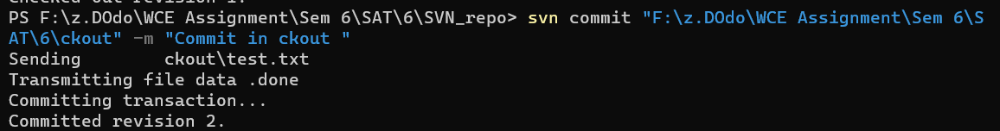 Checked out revision 1.
PS F:\z.DOdo\WCE Assignment\Sem 6\SAT\6\SVN_repo> svn commit "F:\z.DOdo\WCE Assignment\Sem 6\S
AT\6\ckout" -m "Commit in ckout "
Sending        ckout\test.txt
Transmitting file data .done
Committing transaction...
Committed revision 2.